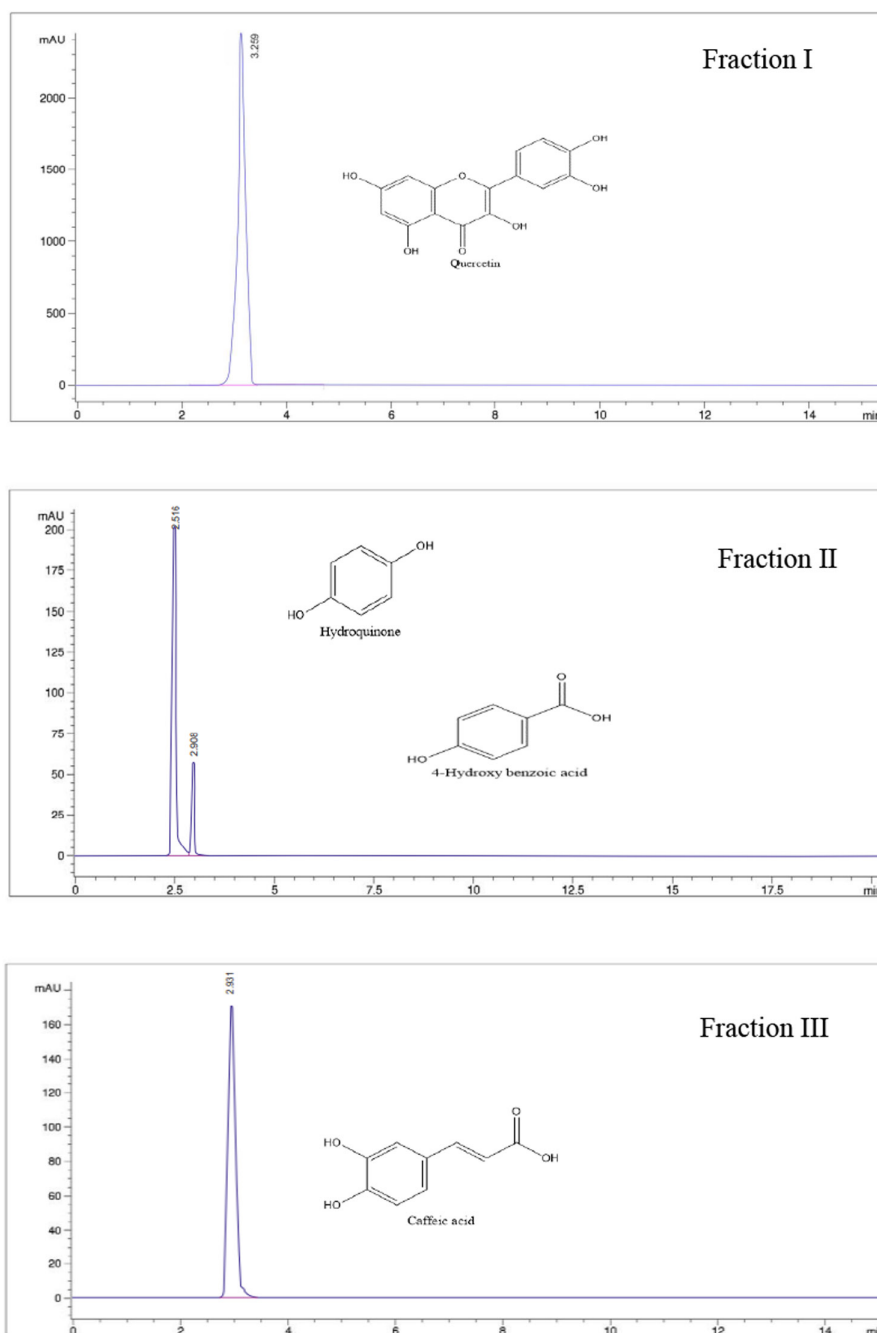 mAU
3.259
Fraction I
2000
1500
1000
500
0
OH
OH
HO
O
OH
OH
O
Quercetin
0 2 4 6 8 10 12 14 min
mAU
2.516
Fraction II
200
175
150
125
100
75
50
25
0
OH
HO
Hydroquinone
2.908
O
OH
HO
4-Hydroxy benzoic acid
0 2.5 5 7.5 10 12.5 15 17.5 min
mAU
2.931
Fraction III
160
140
120
100
80
60
40
20
0
O
HO
OH
HO
Caffeic acid
0 2 4 6 8 10 12 14 min